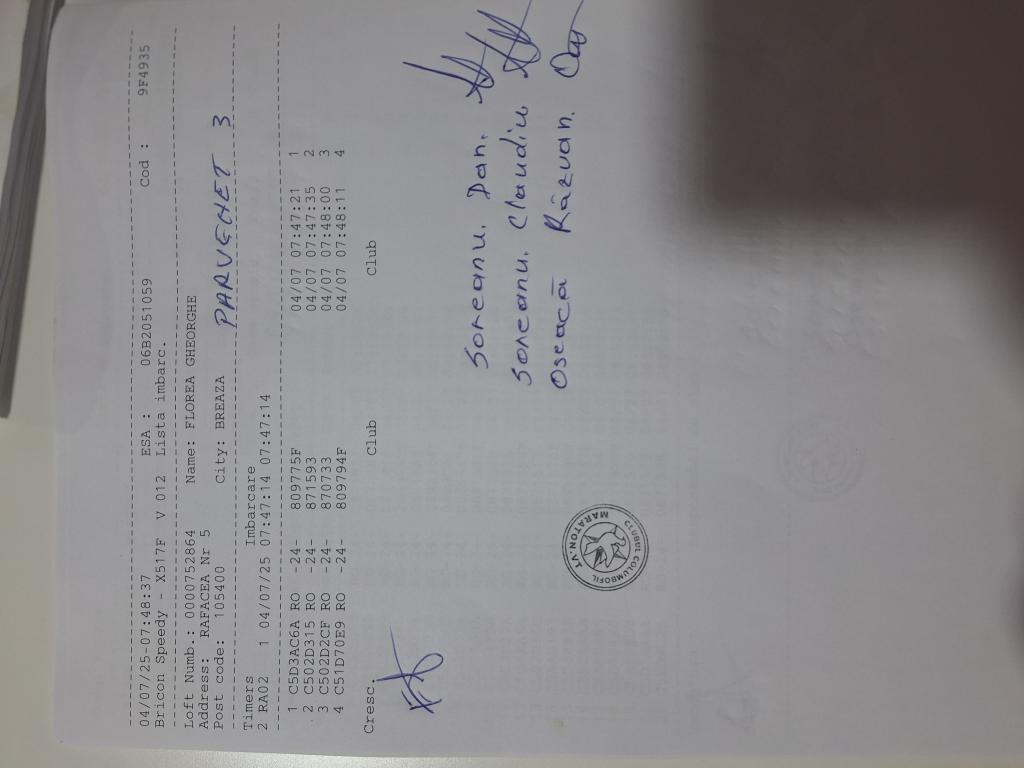 04/07/25-07:48:37 ESA : 06B2051059 Cod : 9F4935
Bricon Speedy - X517F V 012 Lista imbarc.
Loft Numb.: 0000752864 Name: FLOREA GHEORGHE
Address: RAFACEA Nr 5
Post code: 105400 City: BREAZA PARVEHET 3
Timers Imbarcare
2 RA02 1 04/07/25 07:47:14 07:47:14
1 C5D3AC6A RO -24- 809775F 04/07 07:47:21 1
2 C502D315 RO -24- 871593 04/07 07:47:35 2
3 C502D2CF RO -24- 870733 04/07 07:48:00 3
4 C51D70E9 RO -24- 809794F 04/07 07:48:11 4
Cresc. Club Club
Soreanu. Dan.
Soreanu. Claudiu
Oseacă Răzvan.
CLUBUL COLUMBOFIL
MARATON